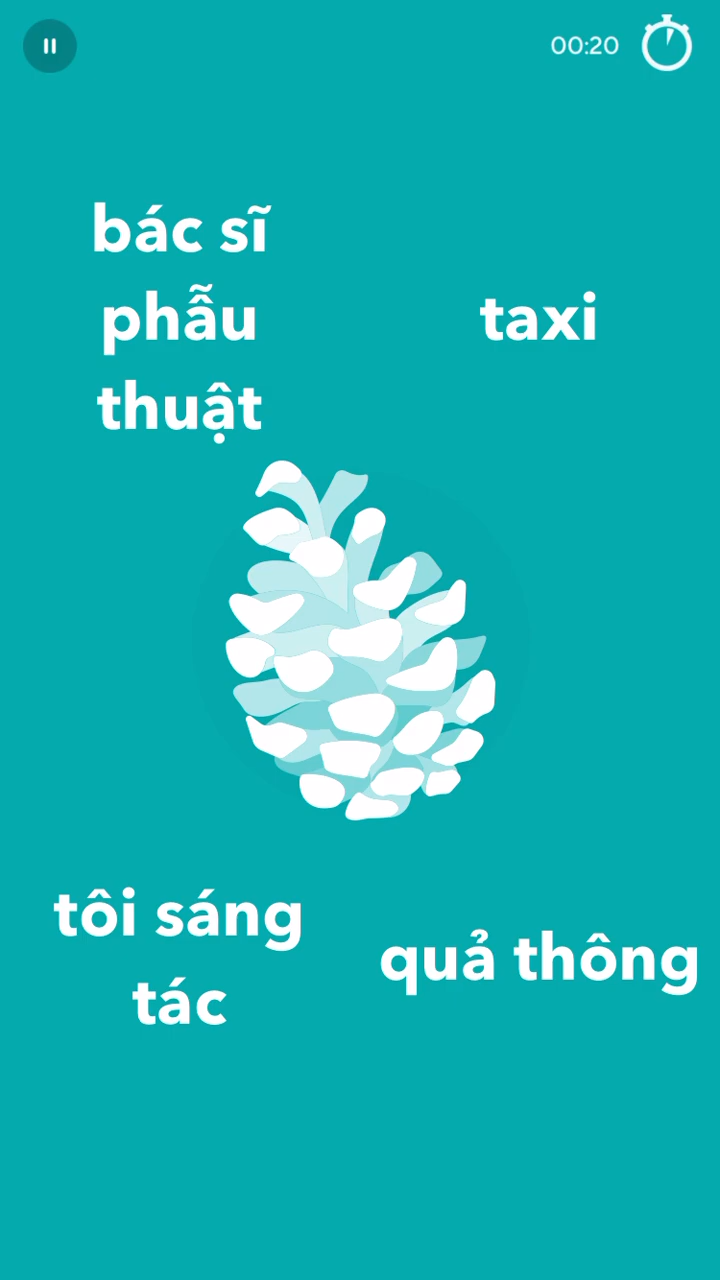 00:20
bác sĩ
phẫu
thuật
taxi
tôi sáng
tác
quả thông